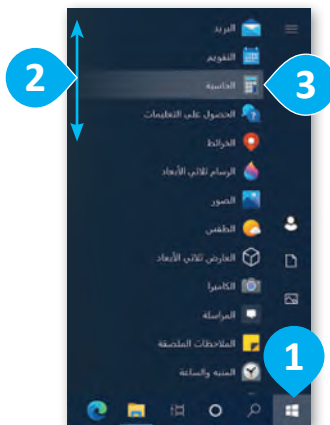 البريد
التقويم
2
الحاسبة
3
الحصول على التعليمات
الخرائط
الرسام ثلاثي الأبعاد
الصور
الطقس
العارض ثلاثي الأبعاد
الكاميرا
المراسلة
الملاحظات الملصقة
1
المنبه والساعة